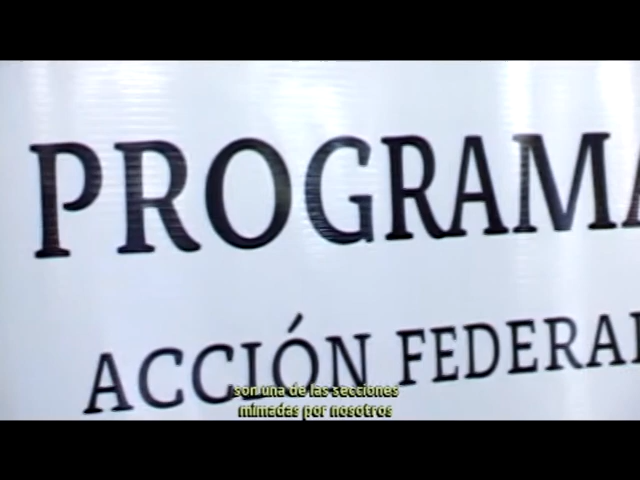 PROGRAMA
ACCIÓN FEDERAL
son una de las secciones
mimadas por nosotros